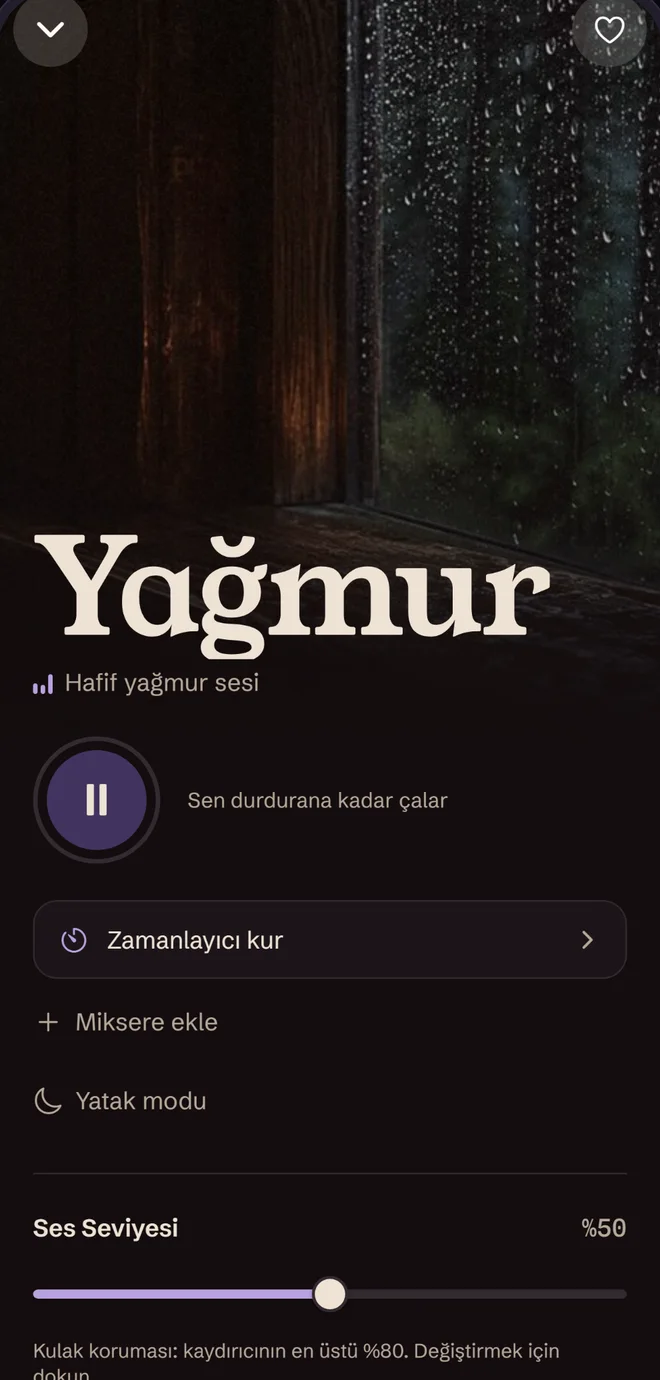 Yağmur
Hafif yağmur sesi
Sen durdurana kadar çalar
Zamanlayıcı kur
Miksere ekle
Yatak modu
Ses Seviyesi
%50
Kulak koruması: kaydırıcının en üstü %80. Değiştirmek için
dokun